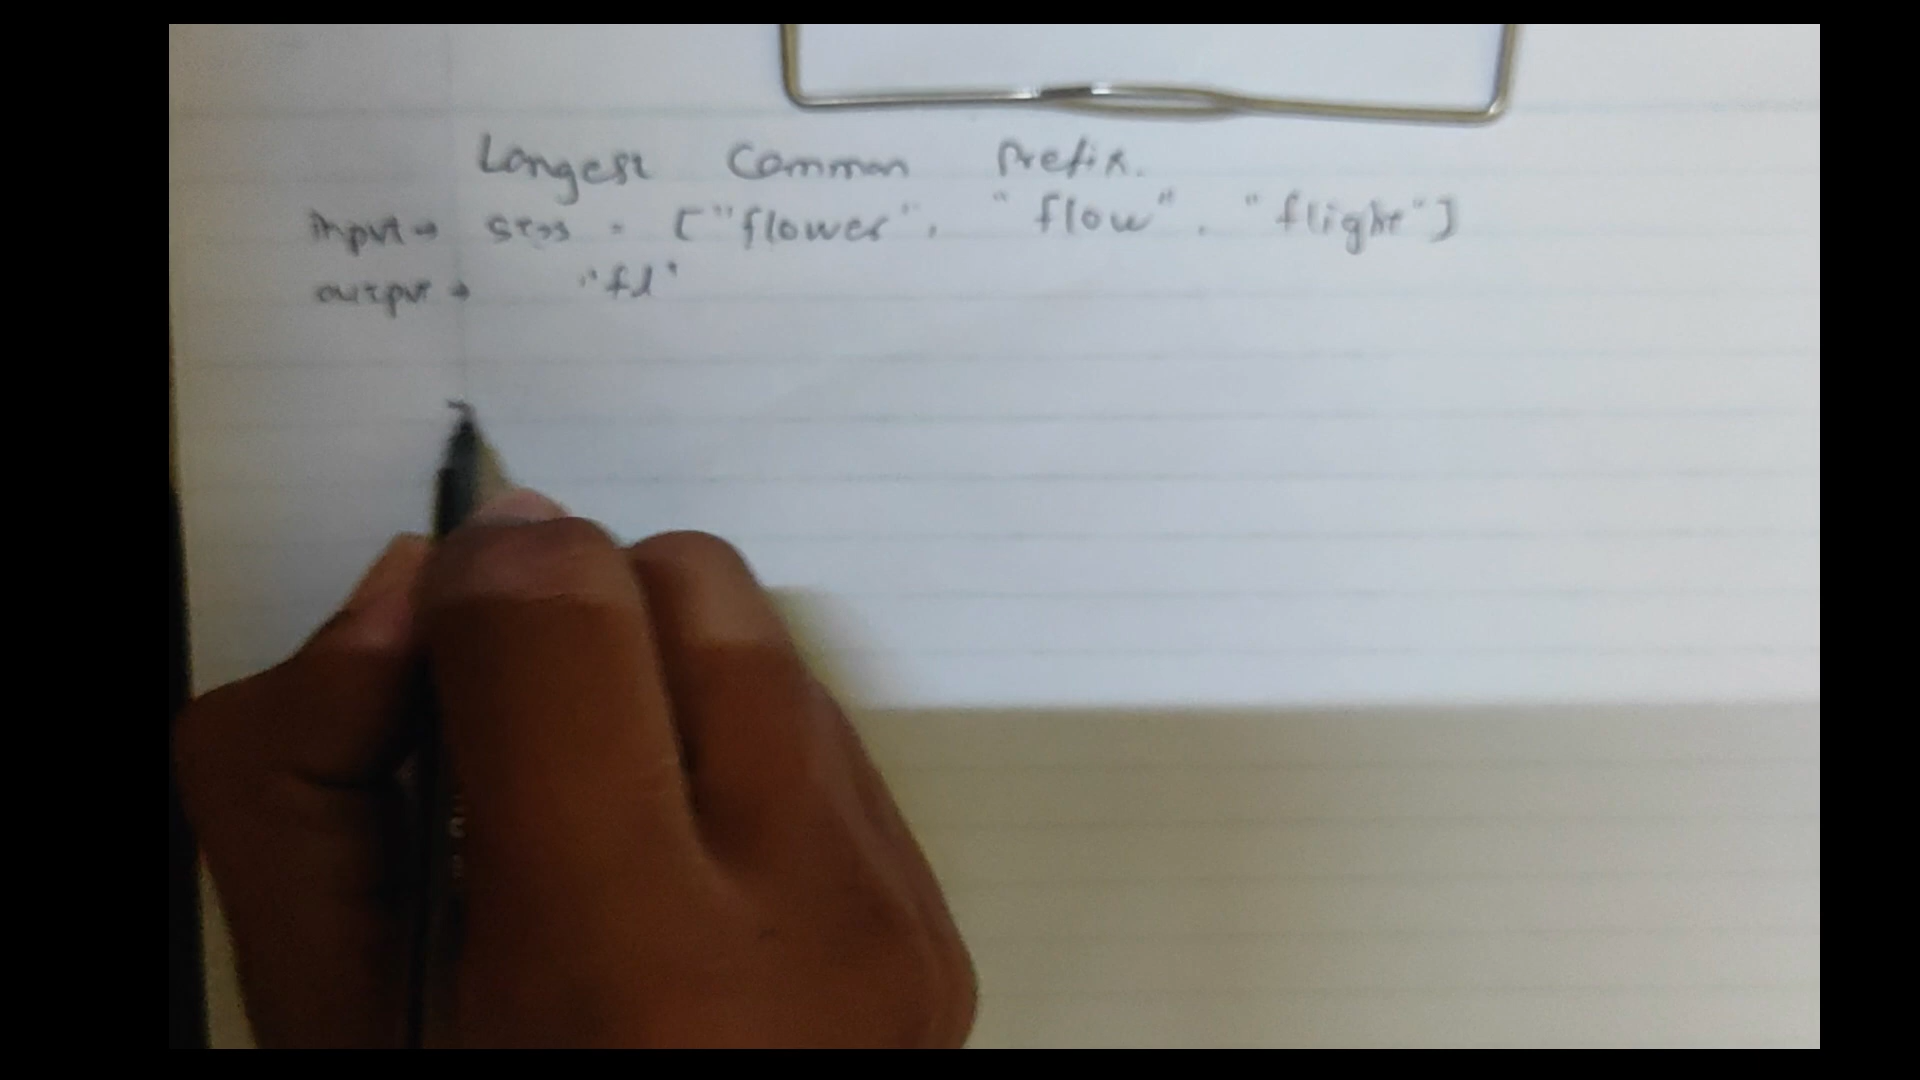 Longest Common Prefix.
input → strs = ["flower", "flow", "flight"]
output → "fl"